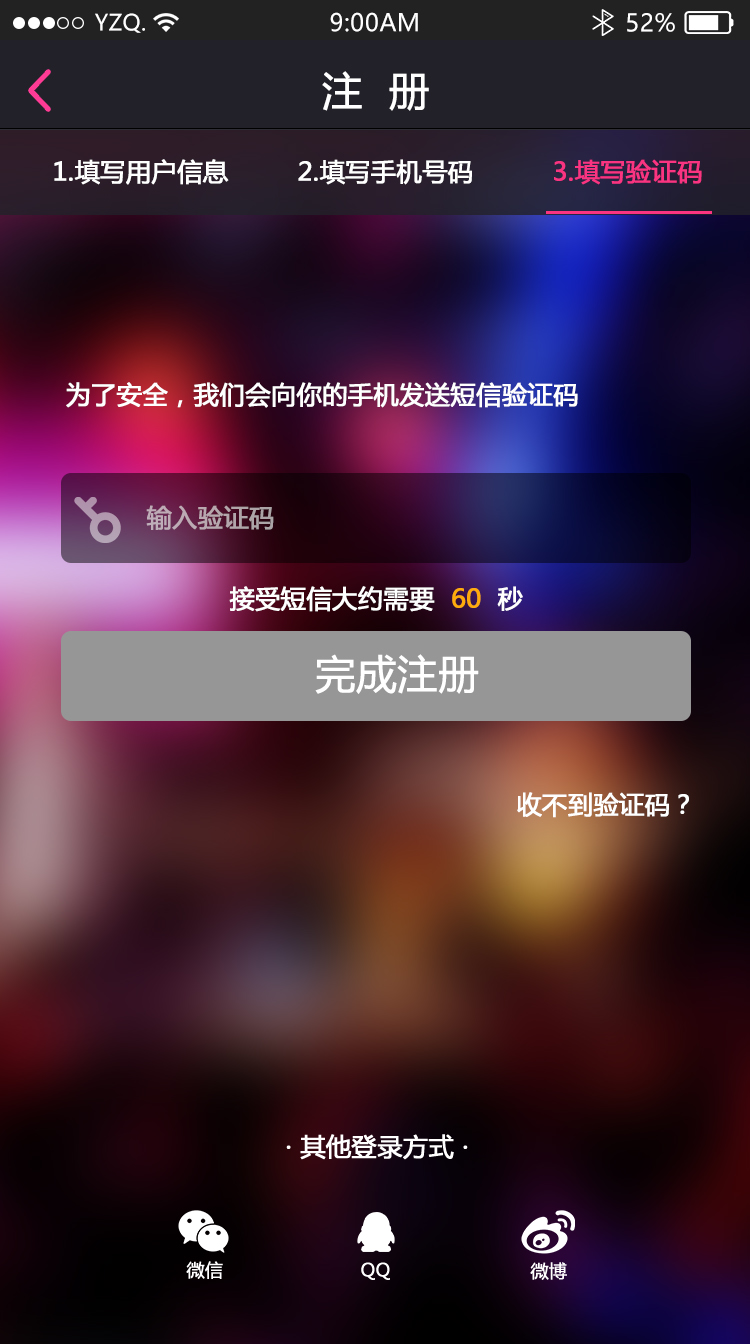 YZQ. 9:00AM 52%
注 册
1.填写用户信息 2.填写手机号码 3.填写验证码
为了安全，我们会向你的手机发送短信验证码
输入验证码
接受短信大约需要 60 秒
完成注册
收不到验证码？
· 其他登录方式 ·
微信 QQ 微博